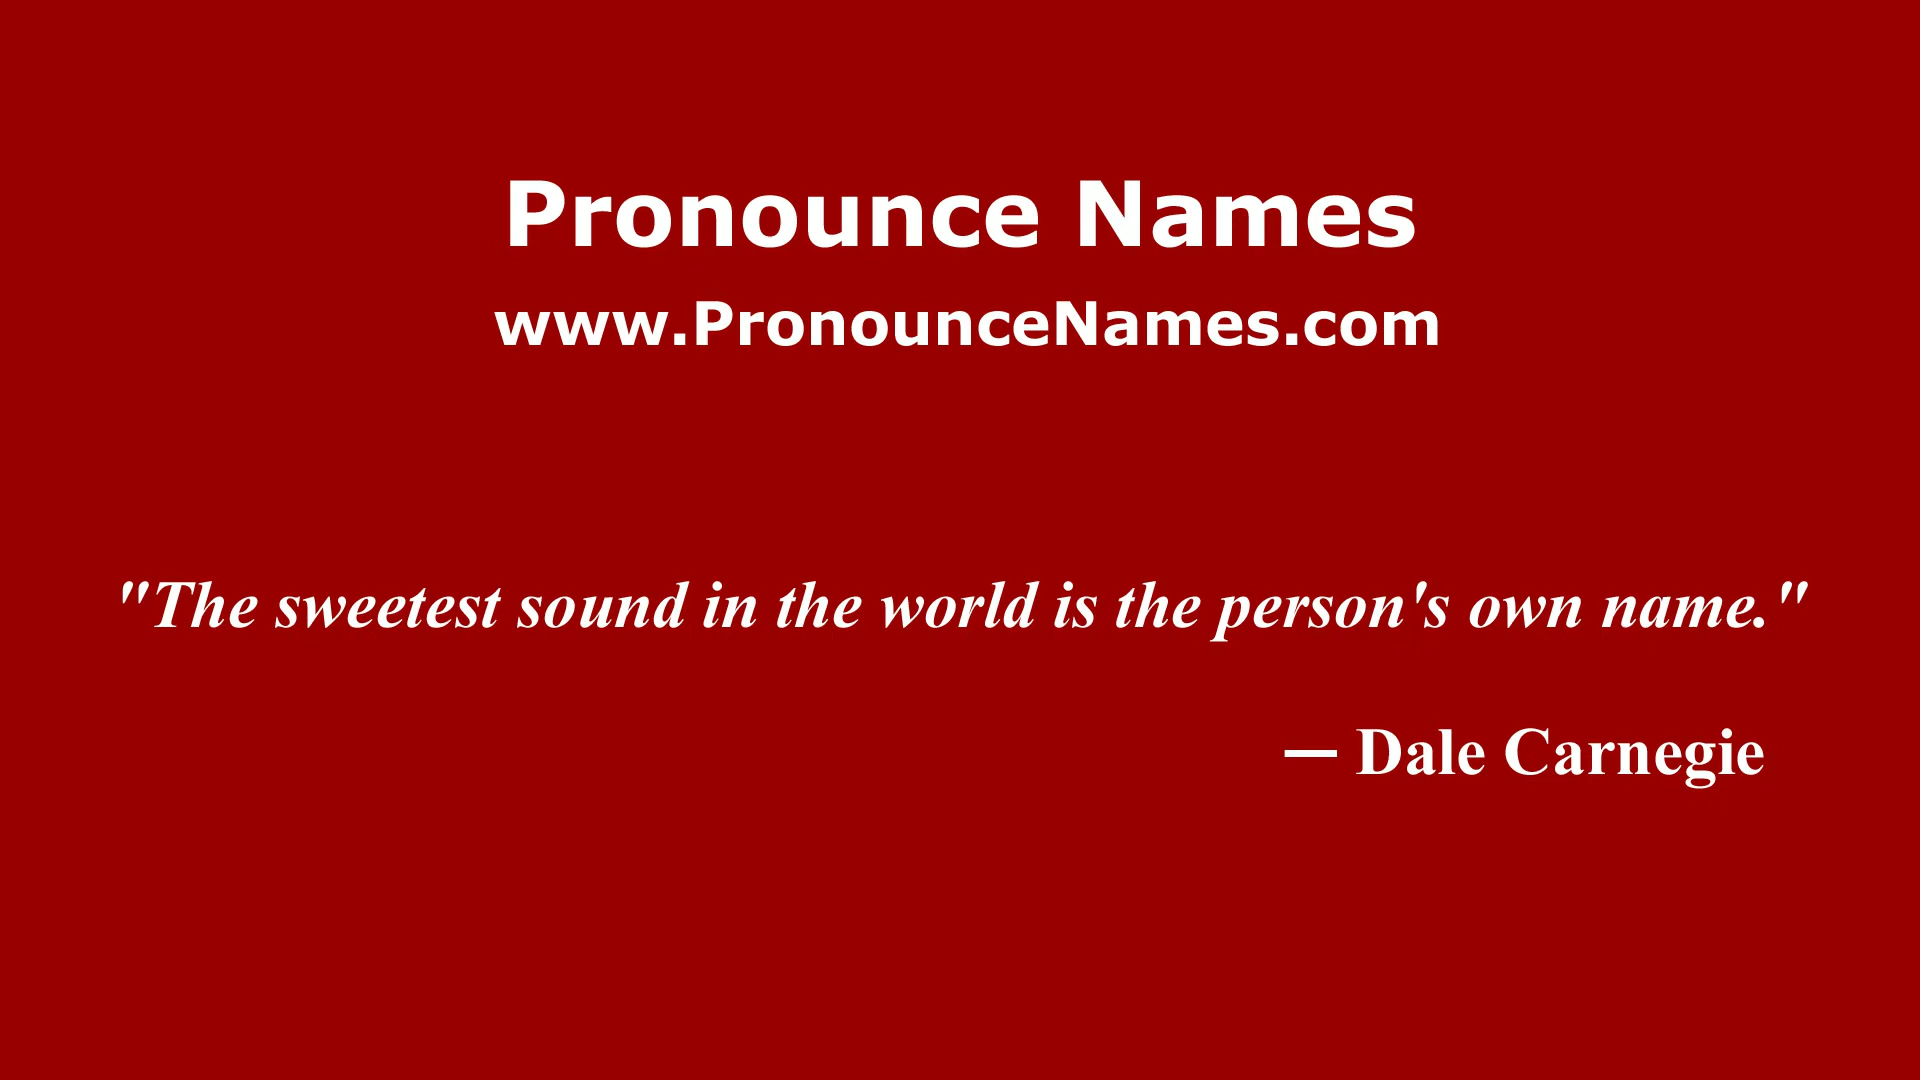 Pronounce Names
www.PronounceNames.com
"The sweetest sound in the world is the person's own name."
— Dale Carnegie